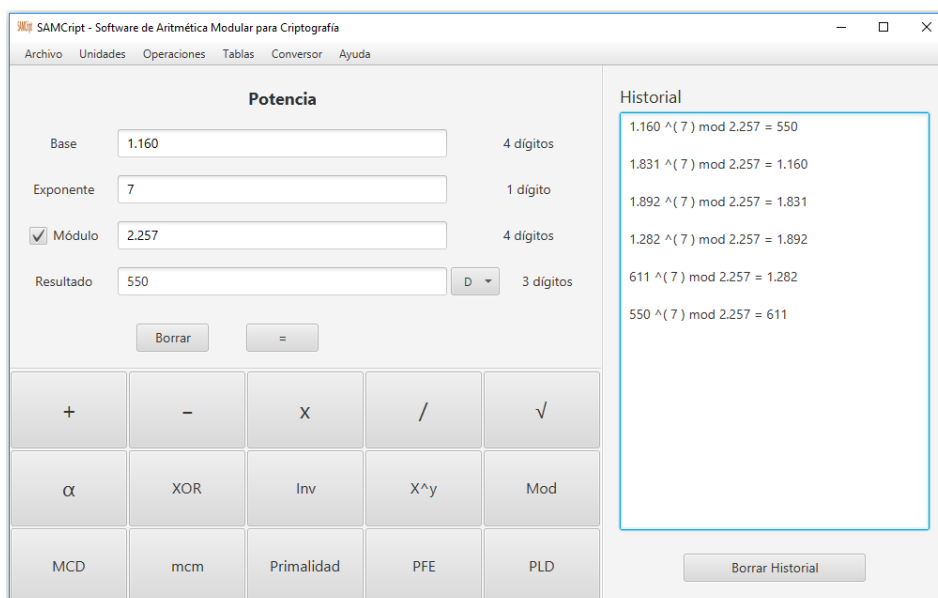 SAMCript - Software de Aritmética Modular para Criptografía
Archivo Unidades Operaciones Tablas Conversor Ayuda
Potencia
Base 1.160 4 dígitos
Exponente 7 1 dígito
Módulo 2.257 4 dígitos
Resultado 550 D 3 dígitos
Borrar =
+ − x / √
α XOR Inv X^y Mod
MCD mcm Primalidad PFE PLD
Historial
1.160 ^( 7 ) mod 2.257 = 550
1.831 ^( 7 ) mod 2.257 = 1.160
1.892 ^( 7 ) mod 2.257 = 1.831
1.282 ^( 7 ) mod 2.257 = 1.892
611 ^( 7 ) mod 2.257 = 1.282
550 ^( 7 ) mod 2.257 = 611
Borrar Historial